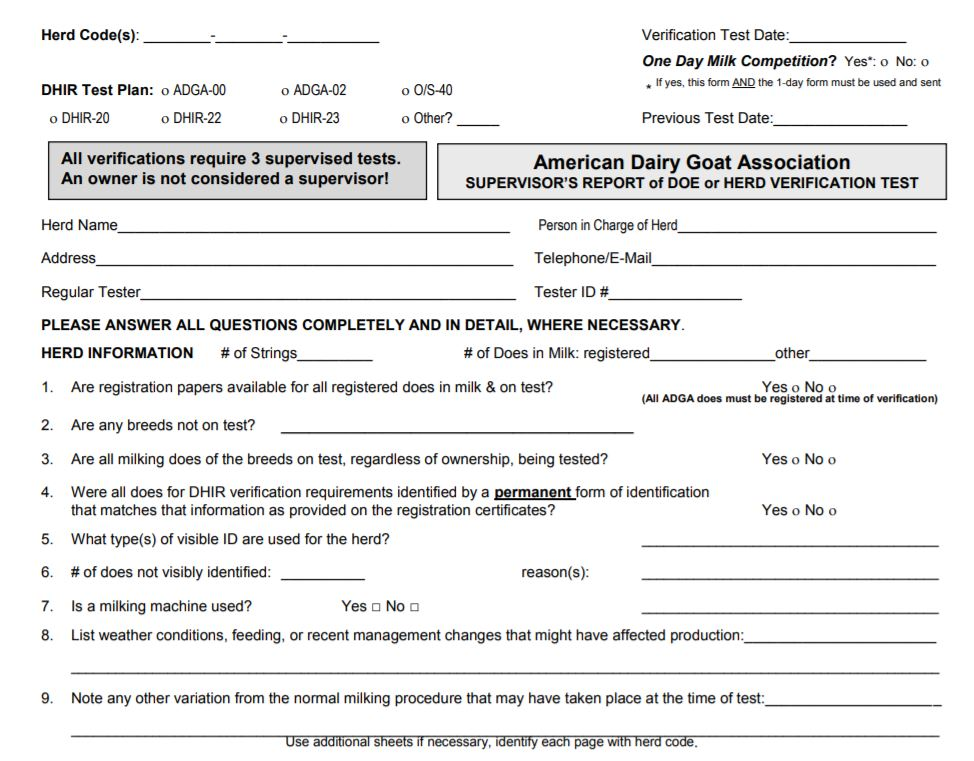 Herd Code(s): ________-________-___________ Verification Test Date:______________
One Day Milk Competition? Yes*: o No: o
* If yes, this form AND the 1-day form must be used and sent
DHIR Test Plan: o ADGA-00 o ADGA-02 o O/S-40
o DHIR-20 o DHIR-22 o DHIR-23 o Other? _____ Previous Test Date:________________
All verifications require 3 supervised tests.
An owner is not considered a supervisor!
American Dairy Goat Association
SUPERVISOR'S REPORT of DOE or HERD VERIFICATION TEST
Herd Name_______________________________________________ Person in Charge of Herd_______________________________
Address__________________________________________________ Telephone/E-Mail__________________________________
Regular Tester_____________________________________________ Tester ID #________________
PLEASE ANSWER ALL QUESTIONS COMPLETELY AND IN DETAIL, WHERE NECESSARY.
HERD INFORMATION # of Strings_________ # of Does in Milk: registered_______________other______________
1. Are registration papers available for all registered does in milk & on test? Yes o No o
(All ADGA does must be registered at time of verification)
2. Are any breeds not on test? __________________________________________
3. Are all milking does of the breeds on test, regardless of ownership, being tested? Yes o No o
4. Were all does for DHIR verification requirements identified by a permanent form of identification
that matches that information as provided on the registration certificates? Yes o No o
5. What type(s) of visible ID are used for the herd? ____________________________________
6. # of does not visibly identified: __________ reason(s): ____________________________________
7. Is a milking machine used? Yes □ No □ ____________________________________
8. List weather conditions, feeding, or recent management changes that might have affected production:_______________________
________________________________________________________________________________________________________
9. Note any other variation from the normal milking procedure that may have taken place at the time of test:_____________________
________________________________________________________________________________________________________
Use additional sheets if necessary, identify each page with herd code.